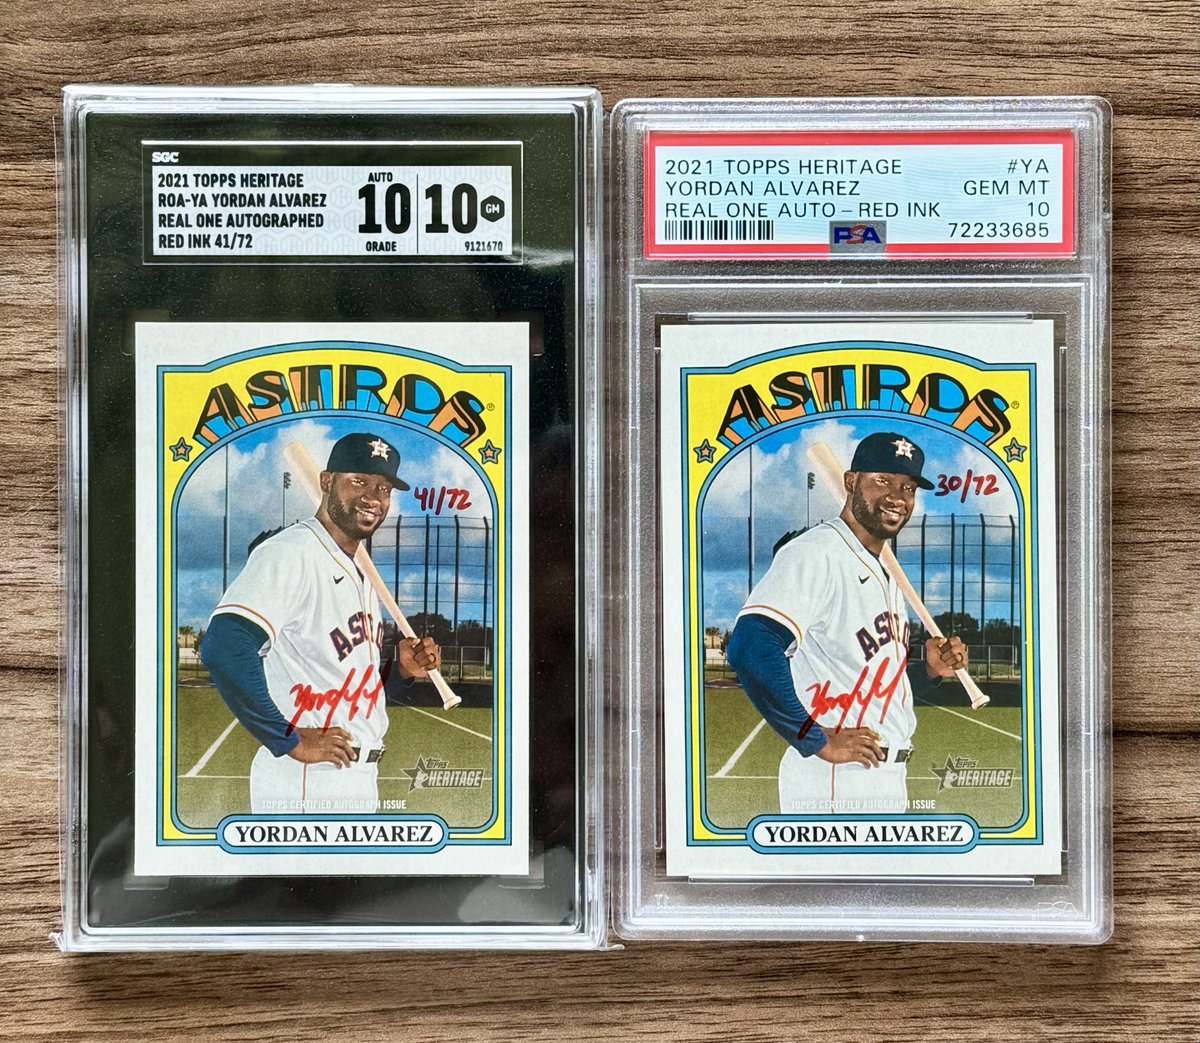 SGC
2021 TOPPS HERITAGE
ROA-YA YORDAN ALVAREZ
REAL ONE AUTOGRAPHED
RED INK 41/72
AUTO
10
GRADE
10
GM
9121670
ASTROS
41/72
ASTRO
TOPPS HERITAGE
TOPPS CERTIFIED AUTOGRAPH ISSUE
YORDAN ALVAREZ
2021 TOPPS HERITAGE #YA
YORDAN ALVAREZ GEM MT
REAL ONE AUTO – RED INK 10
PSA 72233685
ASTROS
30/72
ASTRO
TOPPS HERITAGE
TOPPS CERTIFIED AUTOGRAPH ISSUE
YORDAN ALVAREZ
PSA